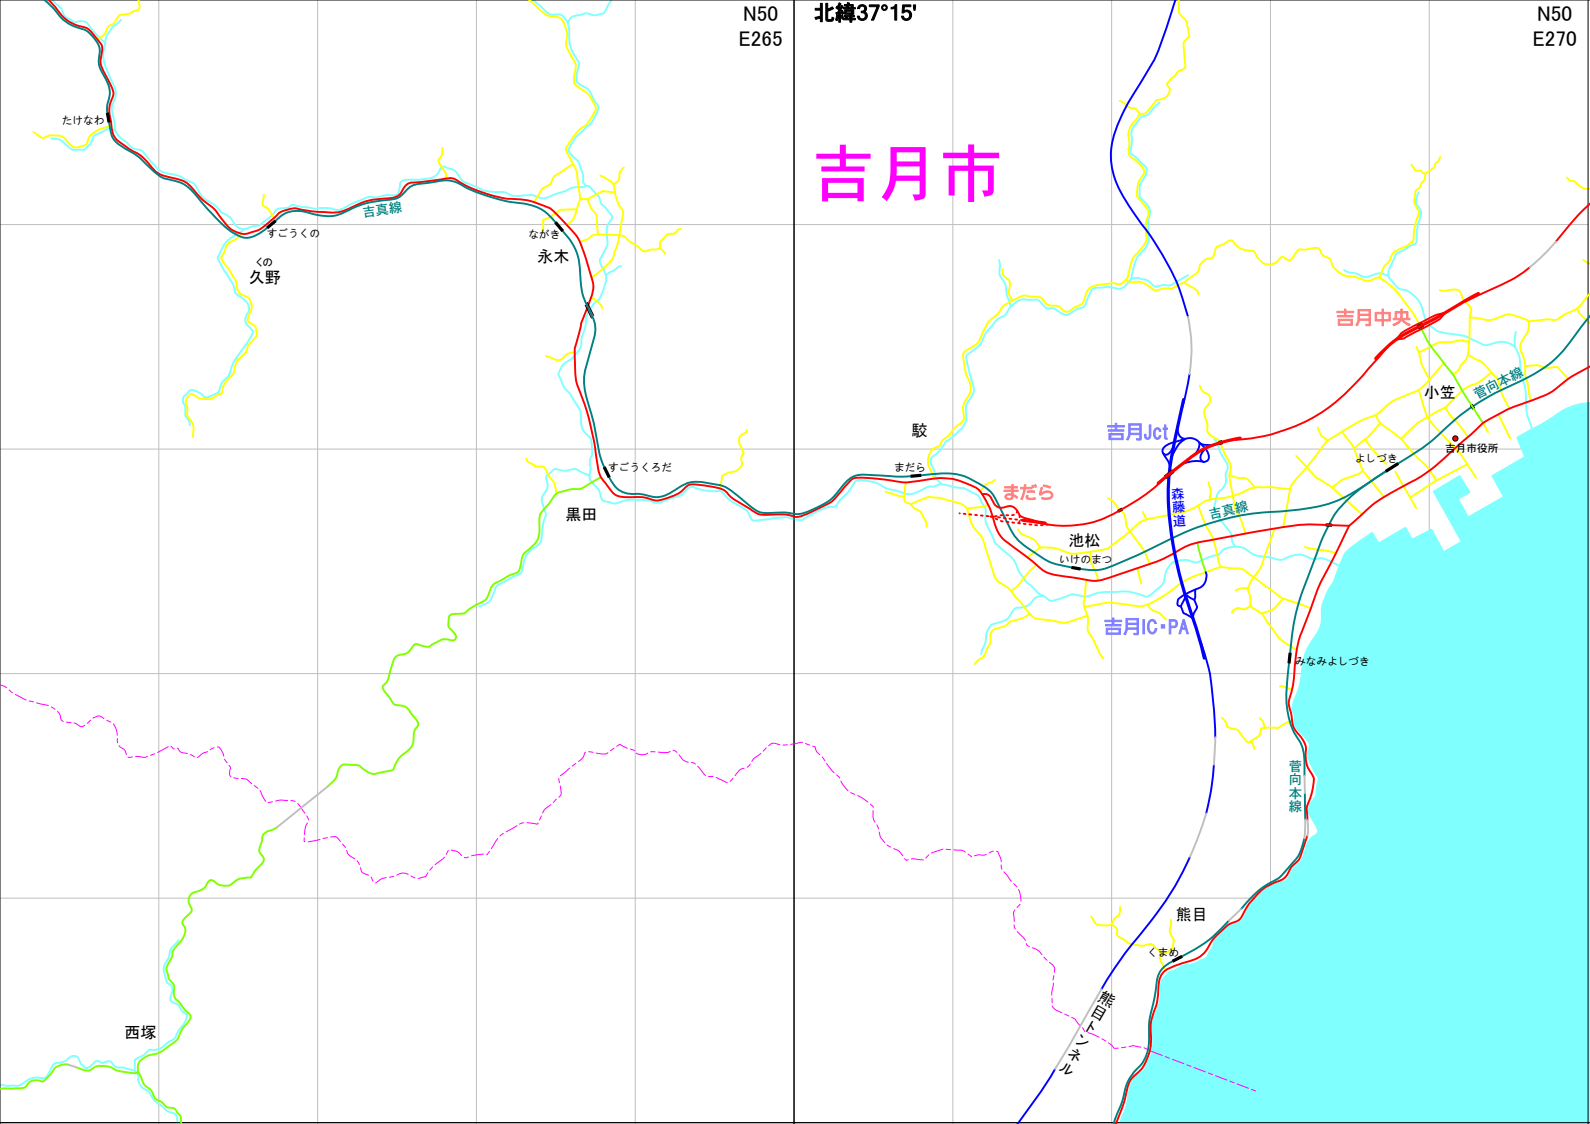 N50
E265
北緯37°15'
N50
E270
たけなわ
吉月市
吉真線
すごうくの
ながき
永木
くの
久野
吉月中央
菅向本線
小笠
吉月Jct
駮
吉月市役所
よしづき
すごうくろだ
まだら
まだら
森藤道
吉真線
黒田
池松
いけのまつ
吉月IC・PA
みなみよしづき
菅向本線
熊目
くまめ
熊目トンネル
西塚